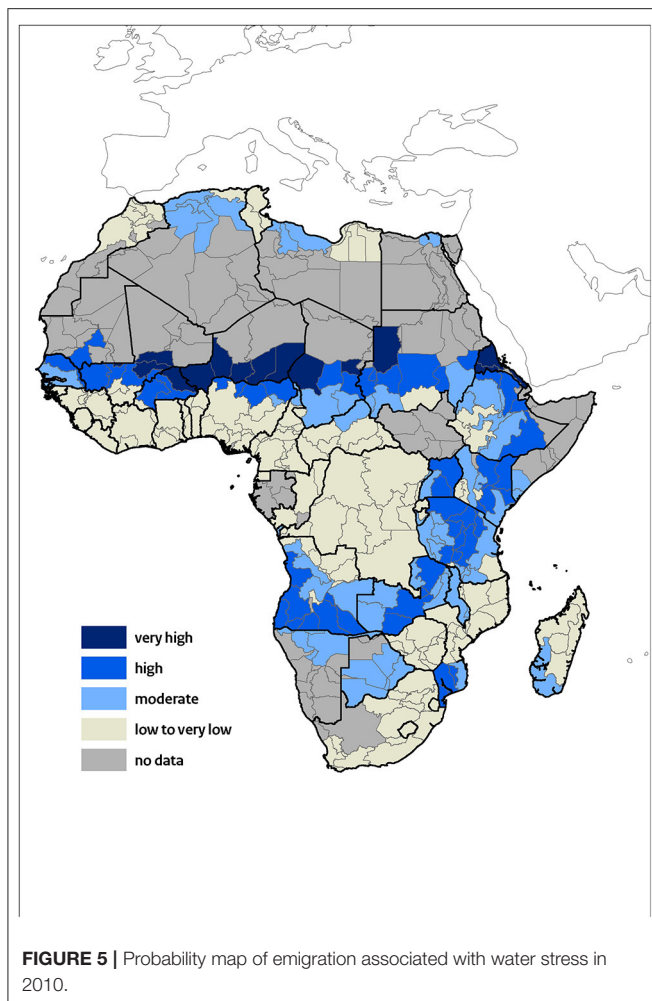 very high
high
moderate
low to very low
no data
FIGURE 5 | Probability map of emigration associated with water stress in
2010.